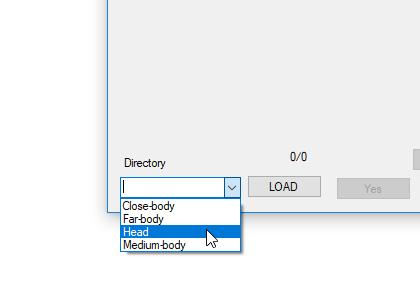 0/0
Directory
LOAD
Yes
Close-body
Far-body
Head
Medium-body